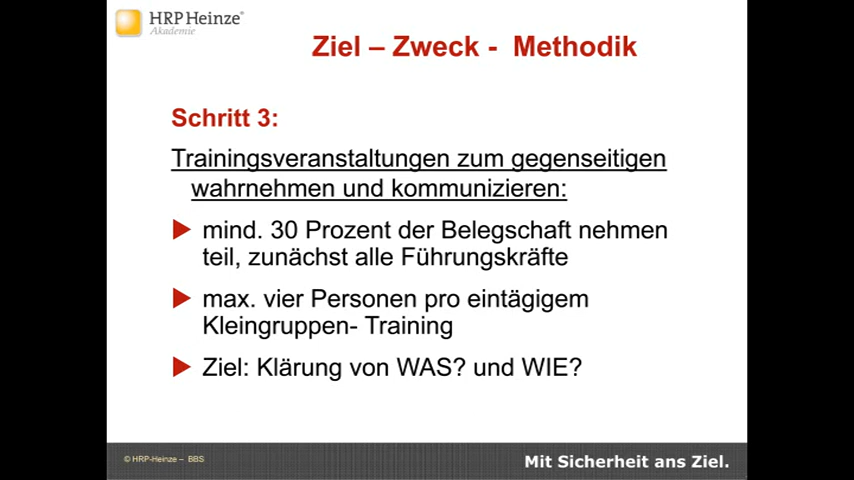 HRP Heinze®
Akademie
Ziel – Zweck - Methodik
Schritt 3:
Trainingsveranstaltungen zum gegenseitigen
wahrnehmen und kommunizieren:
mind. 30 Prozent der Belegschaft nehmen
teil, zunächst alle Führungskräfte
max. vier Personen pro eintägigem
Kleingruppen- Training
Ziel: Klärung von WAS? und WIE?
© HRP-Heinze – BBS
Mit Sicherheit ans Ziel.